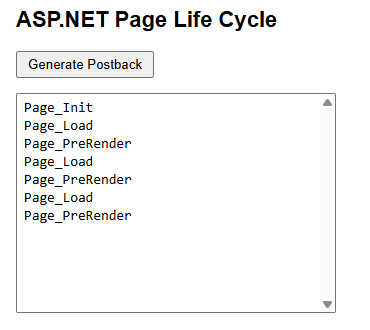 ASP.NET Page Life Cycle
Generate Postback
Page_Init
Page_Load
Page_PreRender
Page_Load
Page_PreRender
Page_Load
Page_PreRender